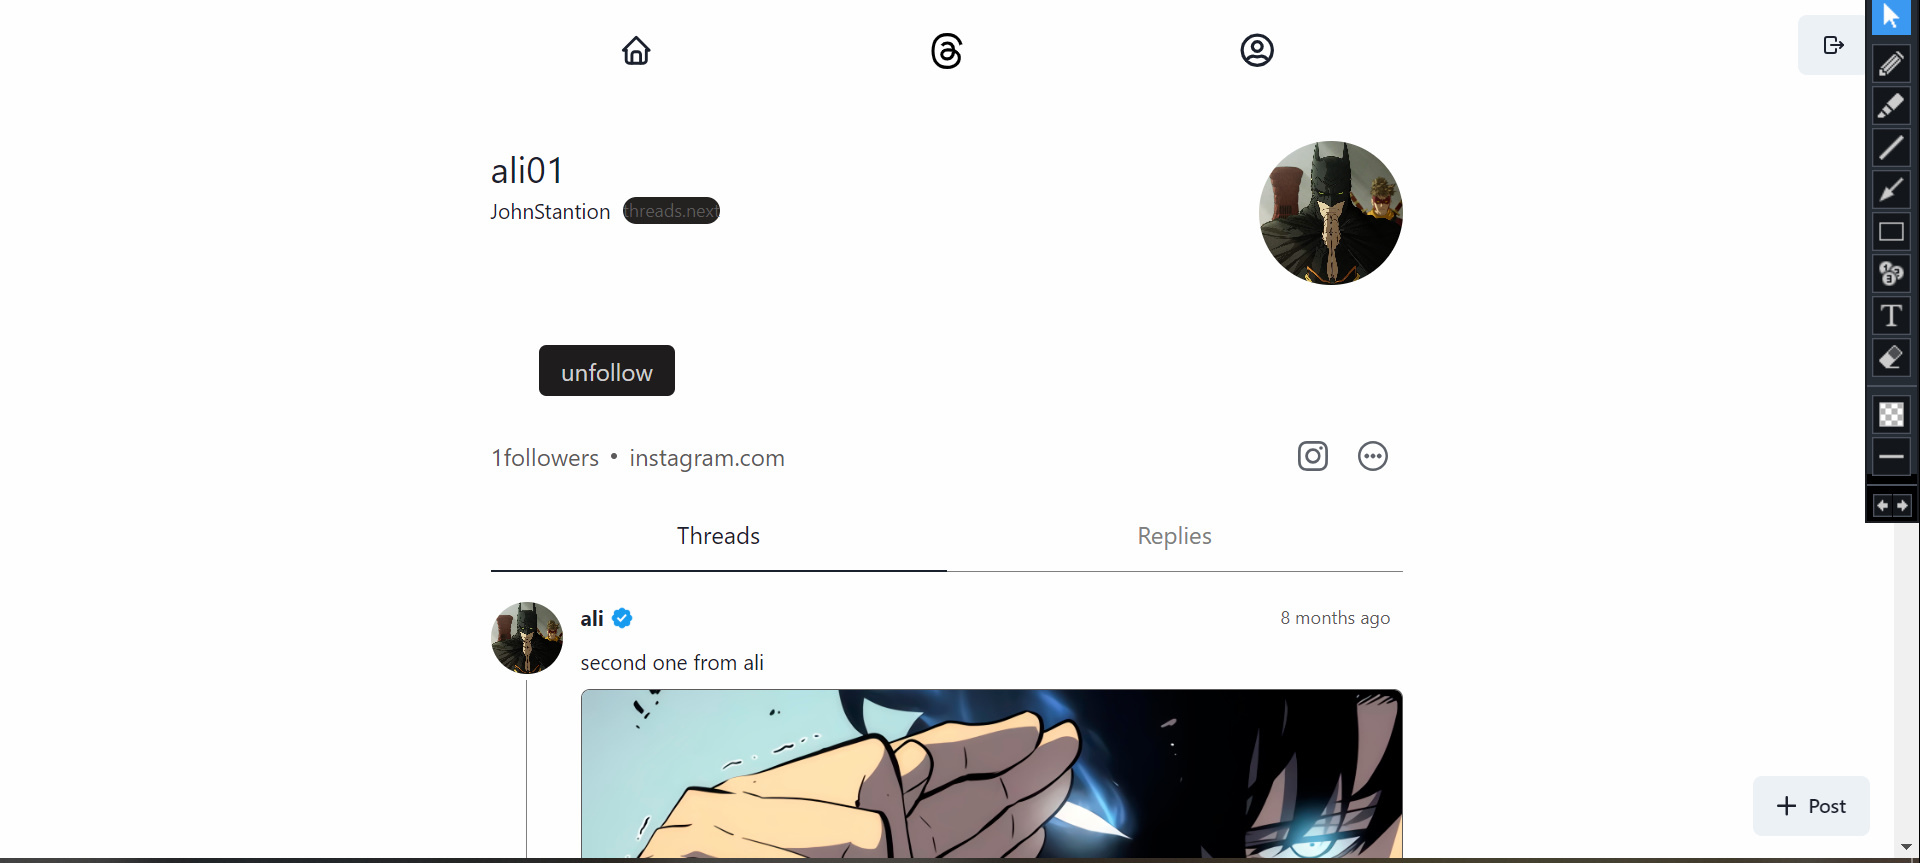 ali01
JohnStantion threads.next
unfollow
1followers • instagram.com
Threads Replies
ali 8 months ago
second one from ali
+ Post
T